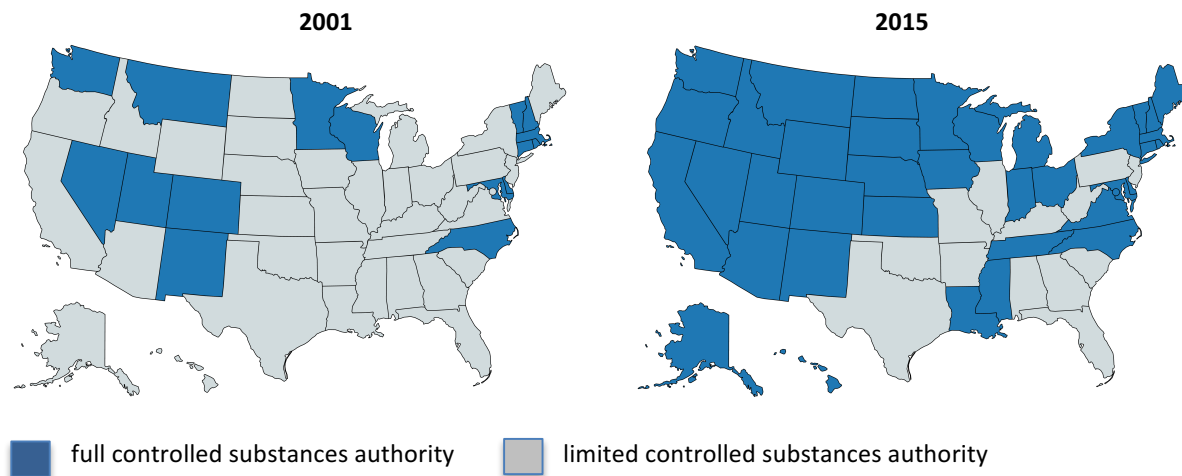 2001
2015
full controlled substances authority
limited controlled substances authority